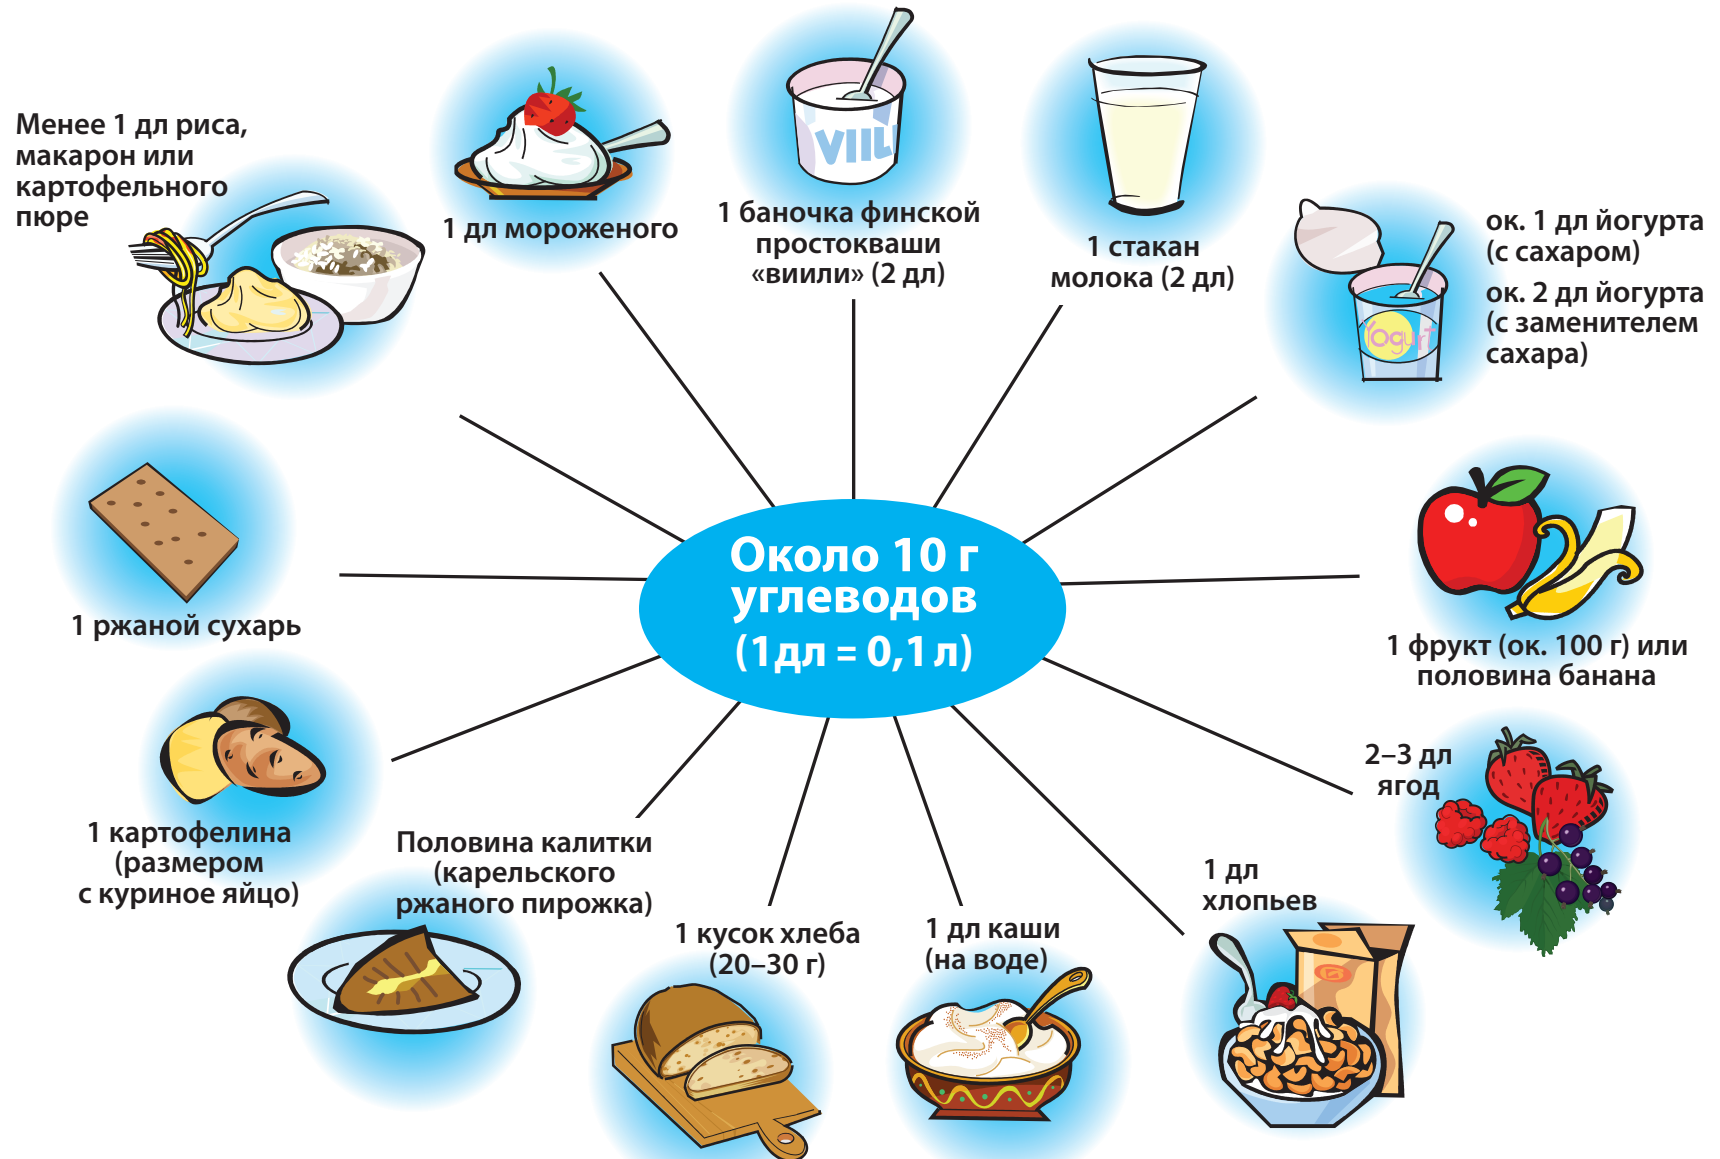 Менее 1 дл риса,
макарон или
картофельного
пюре
1 дл мороженого
VIILI
1 баночка финской
простокваши
«виили» (2 дл)
1 стакан
молока (2 дл)
ок. 1 дл йогурта
(с сахаром)
ок. 2 дл йогурта
(с заменителем
сахара)
Yogurt
Около 10 г
углеводов
(1дл = 0,1 л)
1 ржаной сухарь
1 фрукт (ок. 100 г) или
половина банана
2–3 дл
ягод
1 картофелина
(размером
с куриное яйцо)
Половина калитки
(карельского
ржаного пирожка)
1 кусок хлеба
(20–30 г)
1 дл каши
(на воде)
1 дл
хлопьев